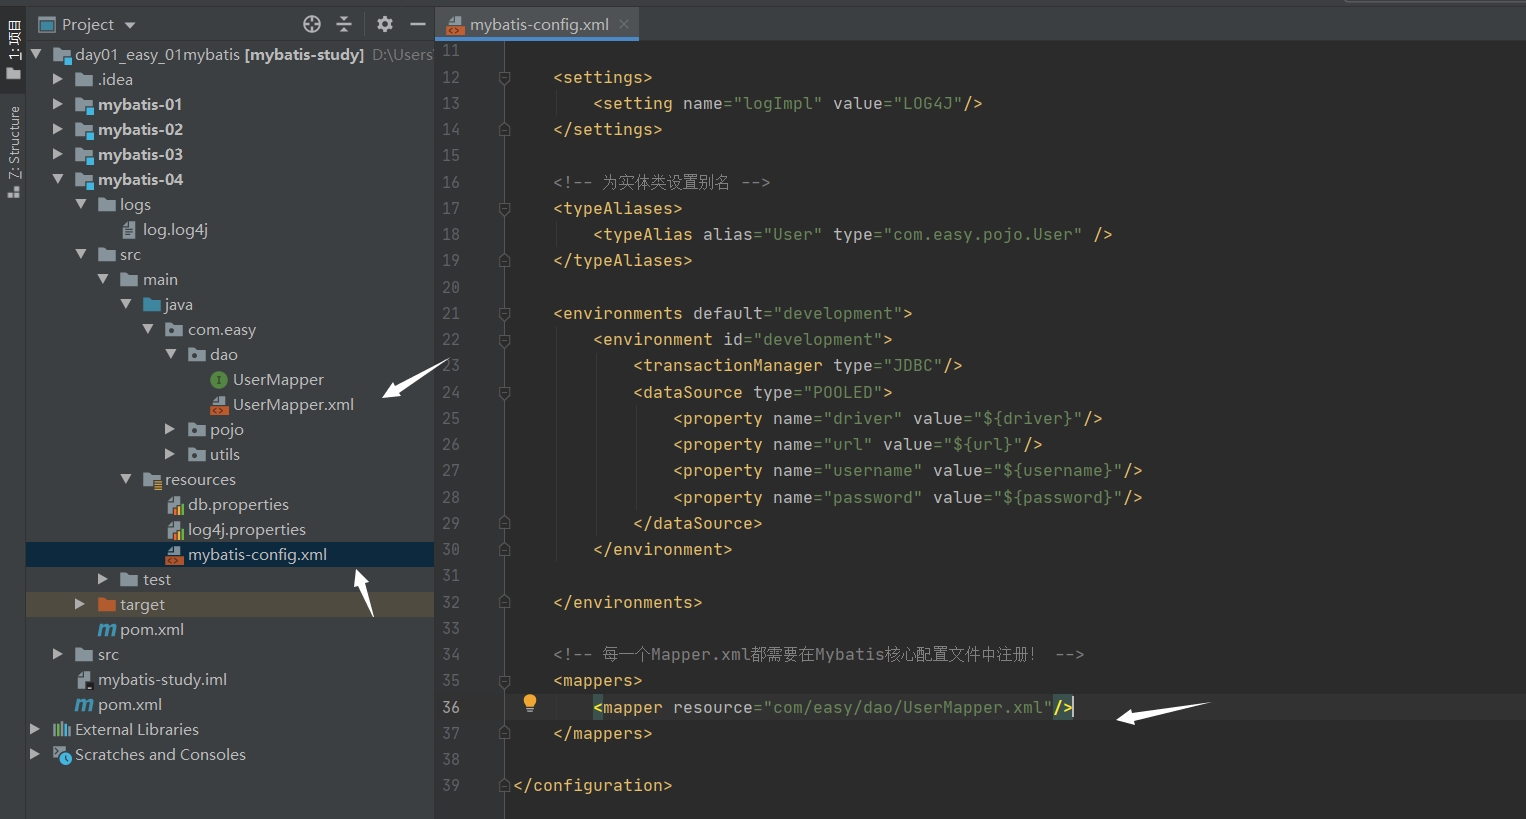 Project
mybatis-config.xml
1: 项目
Z: Structure
day01_easy_01mybatis [mybatis-study] D:\Users
.idea
mybatis-01
mybatis-02
mybatis-03
mybatis-04
logs
log.log4j
src
main
java
com.easy
dao
UserMapper
UserMapper.xml
pojo
utils
resources
db.properties
log4j.properties
mybatis-config.xml
test
target
pom.xml
src
mybatis-study.iml
pom.xml
External Libraries
Scratches and Consoles
11
12 <settings>
13 <setting name="logImpl" value="LOG4J"/>
14 </settings>
15
16 <!-- 为实体类设置别名 -->
17 <typeAliases>
18 <typeAlias alias="User" type="com.easy.pojo.User" />
19 </typeAliases>
20
21 <environments default="development">
22 <environment id="development">
23 <transactionManager type="JDBC"/>
24 <dataSource type="POOLED">
25 <property name="driver" value="${driver}"/>
26 <property name="url" value="${url}"/>
27 <property name="username" value="${username}"/>
28 <property name="password" value="${password}"/>
29 </dataSource>
30 </environment>
31
32 </environments>
33
34 <!-- 每一个Mapper.xml都需要在Mybatis核心配置文件中注册！ -->
35 <mappers>
36 <mapper resource="com/easy/dao/UserMapper.xml"/>
37 </mappers>
38
39 </configuration>